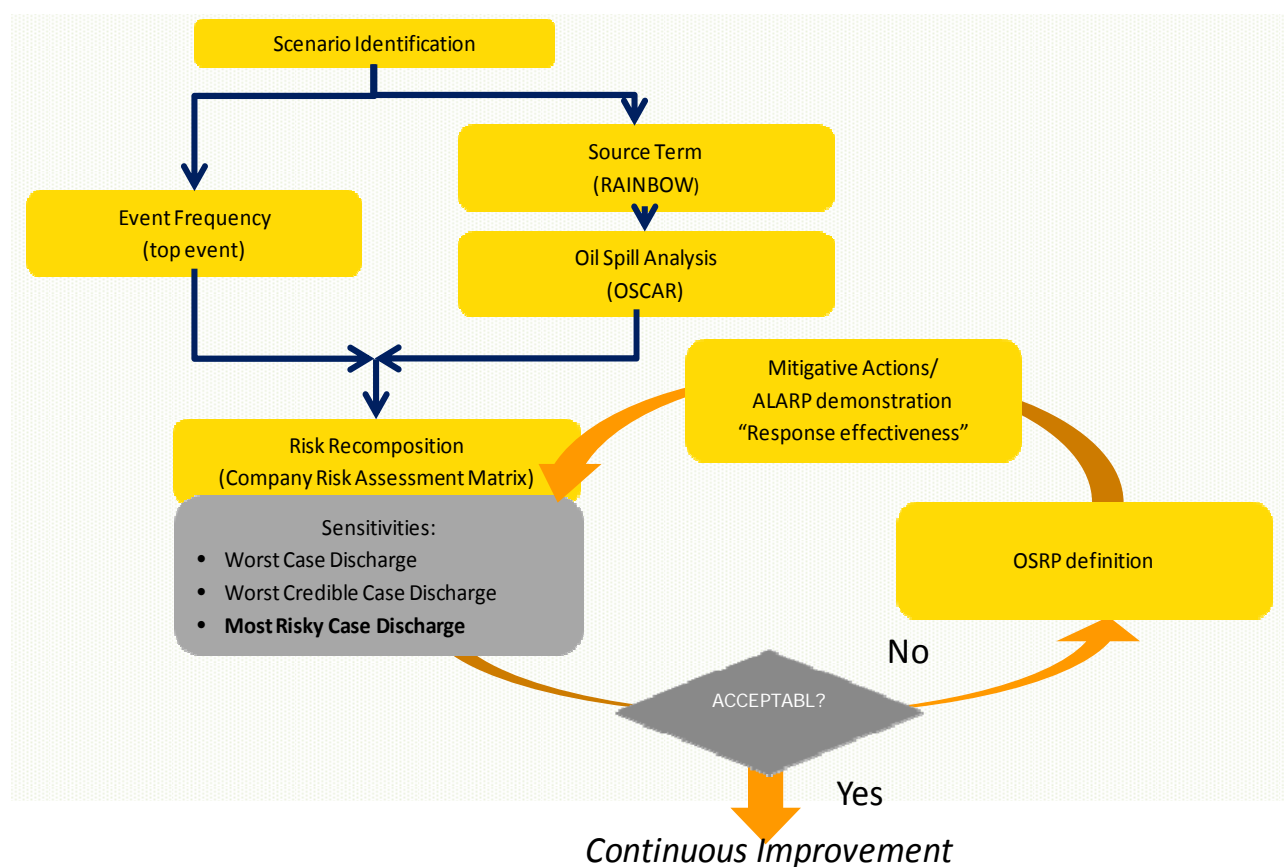 Scenario Identification
Source Term
(RAINBOW)
Event Frequency
(top event)
Oil Spill Analysis
(OSCAR)
Mitigative Actions/
ALARP demonstration
“Response effectiveness”
Risk Recomposition
(Company Risk Assessment Matrix)
Sensitivities:
• Worst Case Discharge
• Worst Credible Case Discharge
• Most Risky Case Discharge
OSRP definition
No
ACCEPTABL?
Yes
Continuous Improvement